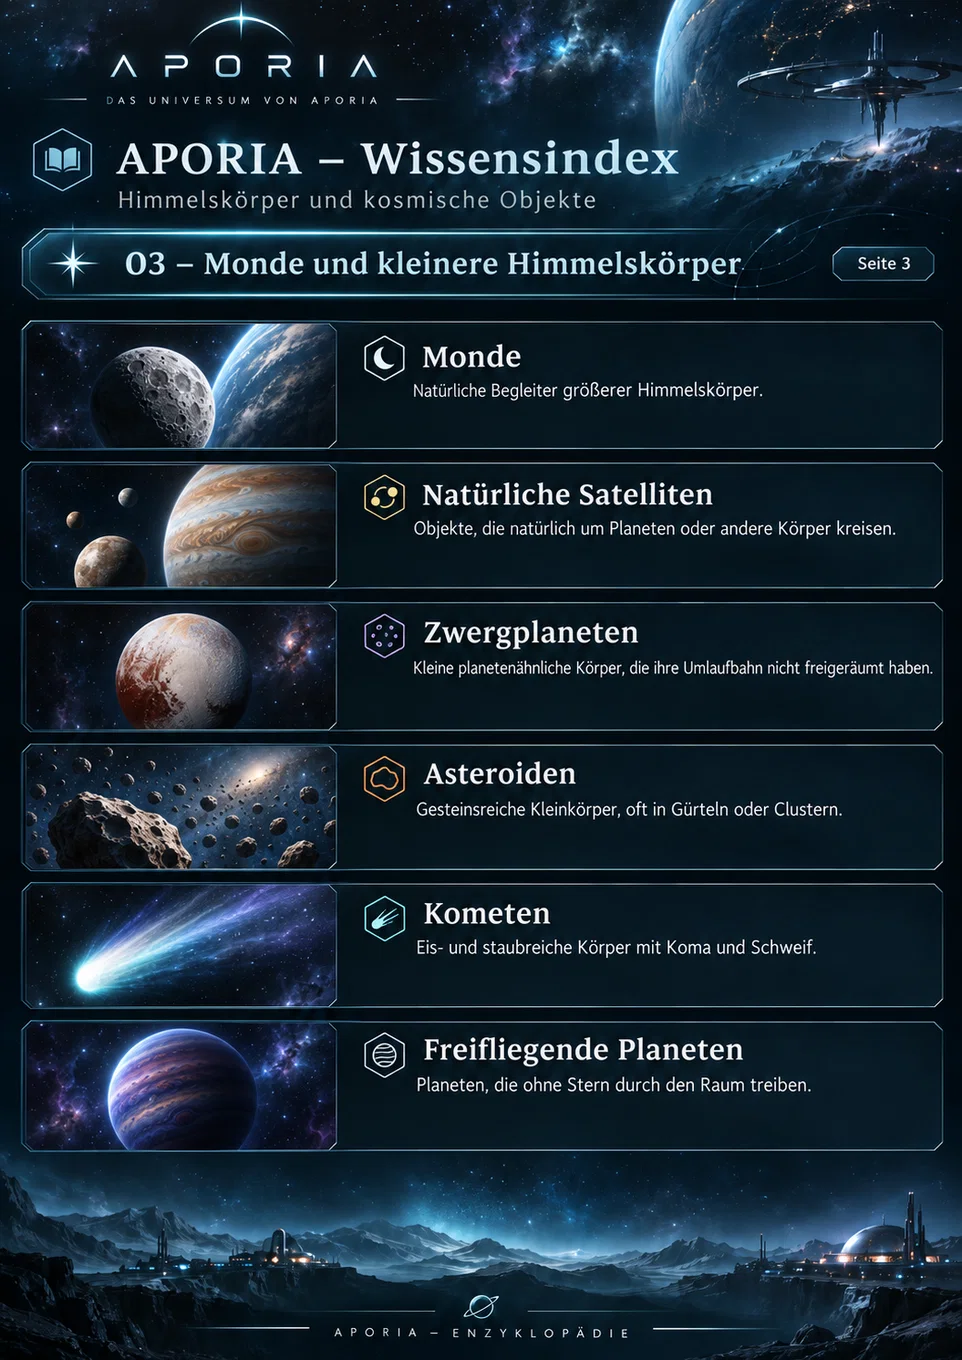 APORIA
DAS UNIVERSUM VON APORIA
APORIA – Wissensindex
Himmelskörper und kosmische Objekte
03 – Monde und kleinere Himmelskörper
Seite 3
Monde
Natürliche Begleiter größerer Himmelskörper.
Natürliche Satelliten
Objekte, die natürlich um Planeten oder andere Körper kreisen.
Zwergplaneten
Kleine planetenähnliche Körper, die ihre Umlaufbahn nicht freigeräumt haben.
Asteroiden
Gesteinsreiche Kleinkörper, oft in Gürteln oder Clustern.
Kometen
Eis- und staubreiche Körper mit Koma und Schweif.
Freifliegende Planeten
Planeten, die ohne Stern durch den Raum treiben.
APORIA – ENZYKLOPÄDIE